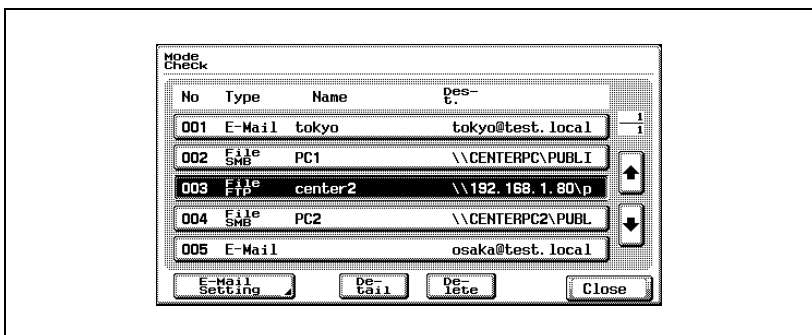 Mode
Check
No Type Name Des-
t.
1
1
001 E-Mail tokyo tokyo@test.local
002 File
SMB PC1 \\CENTERPC\PUBLI
003 File
FTP center2 \\192.168.1.80\p
004 File
SMB PC2 \\CENTERPC2\PUBL
005 E-Mail osaka@test.local
E-Mail
Setting
De-
tail
De-
lete
Close